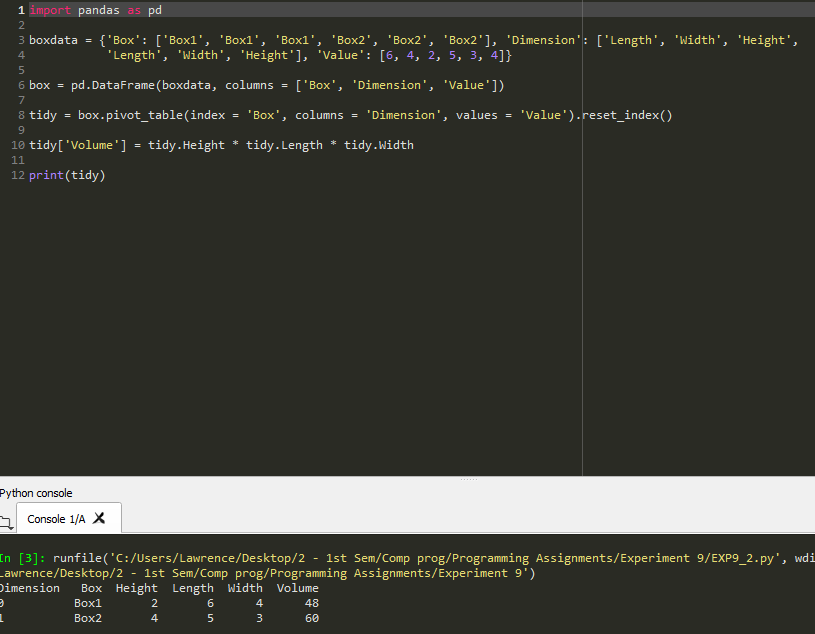 1 import pandas as pd
2
3 boxdata = {'Box': ['Box1', 'Box1', 'Box1', 'Box2', 'Box2', 'Box2'], 'Dimension': ['Length', 'Width', 'Height',
4 'Length', 'Width', 'Height'], 'Value': [6, 4, 2, 5, 3, 4]}
5
6 box = pd.DataFrame(boxdata, columns = ['Box', 'Dimension', 'Value'])
7
8 tidy = box.pivot_table(index = 'Box', columns = 'Dimension', values = 'Value').reset_index()
9
10 tidy['Volume'] = tidy.Height * tidy.Length * tidy.Width
11
12 print(tidy)
Python console
Console 1/A
In [3]: runfile('C:/Users/Lawrence/Desktop/2 - 1st Sem/Comp prog/Programming Assignments/Experiment 9/EXP9_2.py', wdi
Lawrence/Desktop/2 - 1st Sem/Comp prog/Programming Assignments/Experiment 9')
Dimension Box Height Length Width Volume
0 Box1 2 6 4 48
1 Box2 4 5 3 60